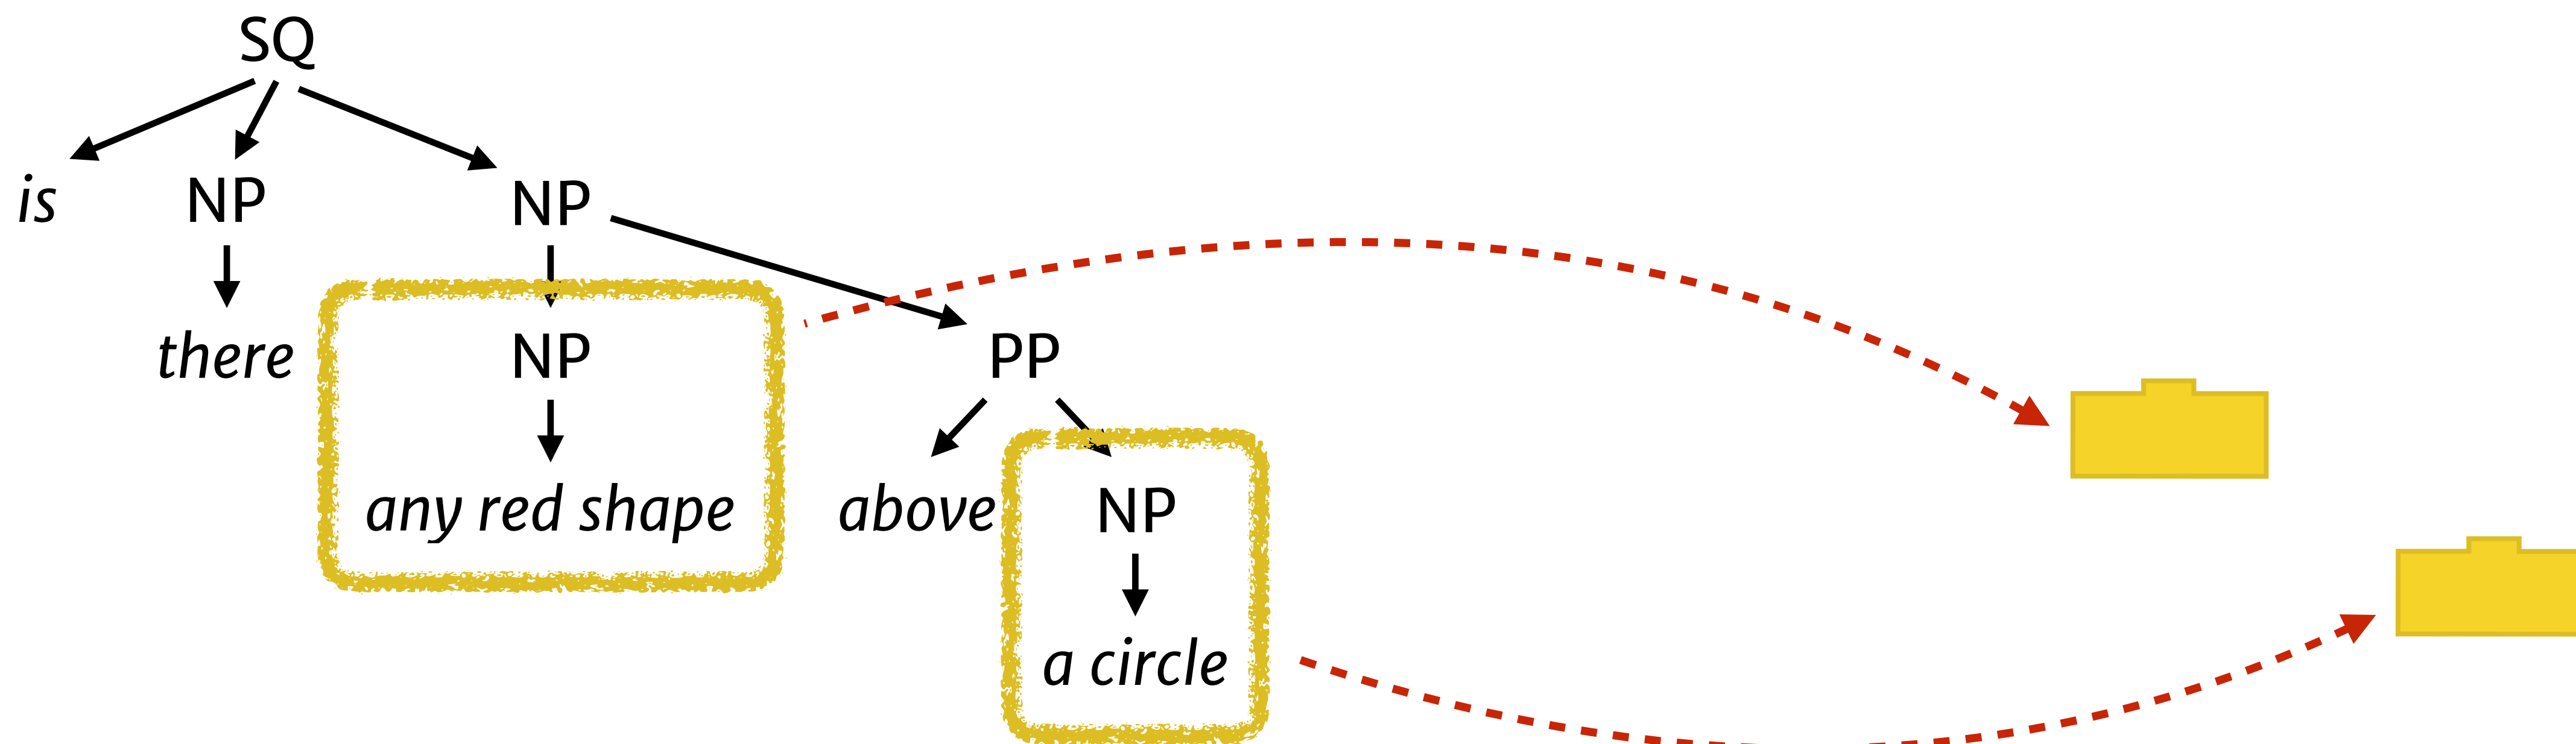 SQ
is NP NP
there NP PP
any red shape above NP
a circle